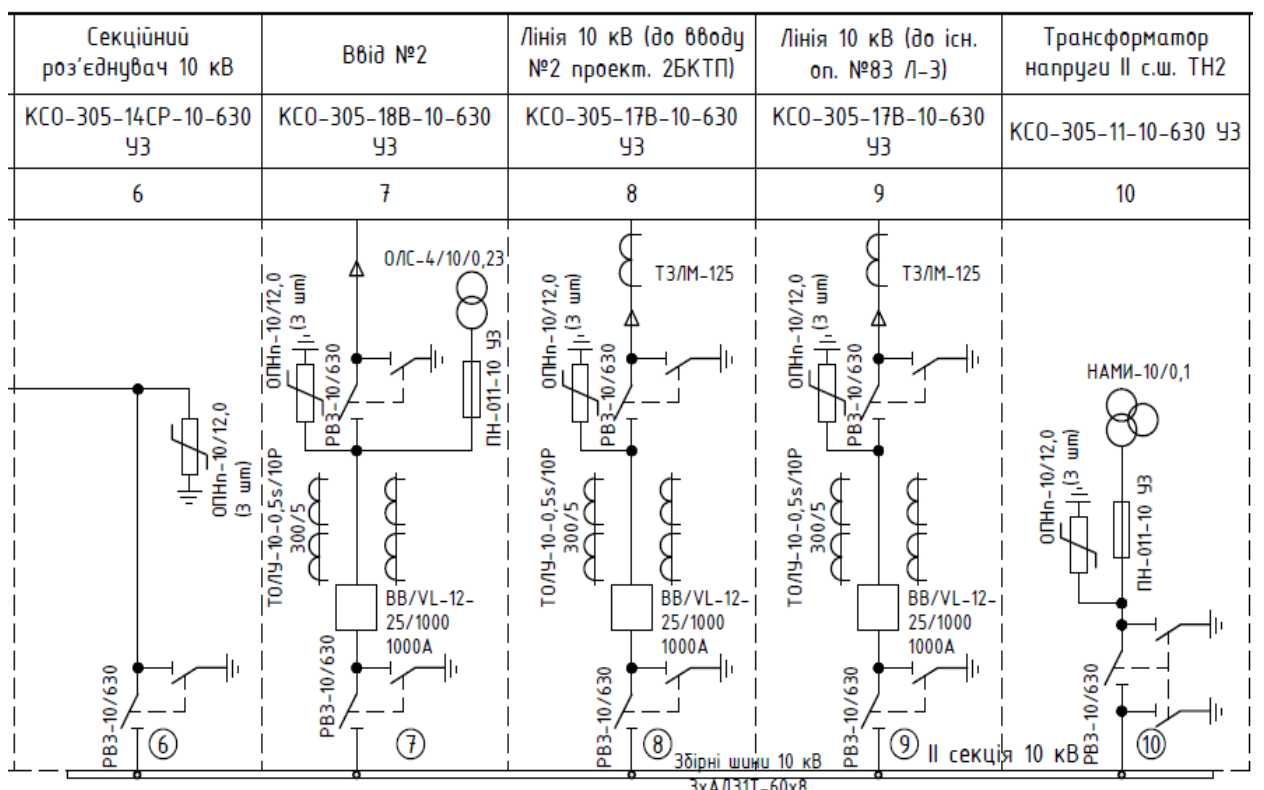 Секційний
роз'єднувач 10 кВ
Ввід №2
Лінія 10 кВ (до вводу
№2 проект. 2БКТП)
Лінія 10 кВ (до існ.
оп. №83 Л-3)
Трансформатор
напруги ІІ с.ш. ТН2
КСО-305-14СР-10-630
У3
КСО-305-18В-10-630
У3
КСО-305-17В-10-630
У3
КСО-305-17В-10-630
У3
КСО-305-11-10-630 У3
6
7
8
9
10
ОПНп-10/12,0
(3 шт)
РВЗ-10/630
6
ОЛС-4/10/0,23
ОПНп-10/12,0
(3 шт)
РВЗ-10/630
ПН-011-10 У3
ТОЛУ-10-0,5s/10Р
300/5
ВВ/VL-12-
25/1000
1000А
РВЗ-10/630
7
ТЗЛМ-125
ОПНп-10/12,0
(3 шт)
РВЗ-10/630
ТОЛУ-10-0,5s/10Р
300/5
ВВ/VL-12-
25/1000
1000А
РВЗ-10/630
8
ТЗЛМ-125
ОПНп-10/12,0
(3 шт)
РВЗ-10/630
ТОЛУ-10-0,5s/10Р
300/5
ВВ/VL-12-
25/1000
1000А
РВЗ-10/630
9
НАМИ-10/0,1
ОПНп-10/12,0
(3 шт)
ПН-011-10 У3
РВЗ-10/630
10
ІІ секція 10 кВ
Збірні шини 10 кВ
3хАД31Т-60х8